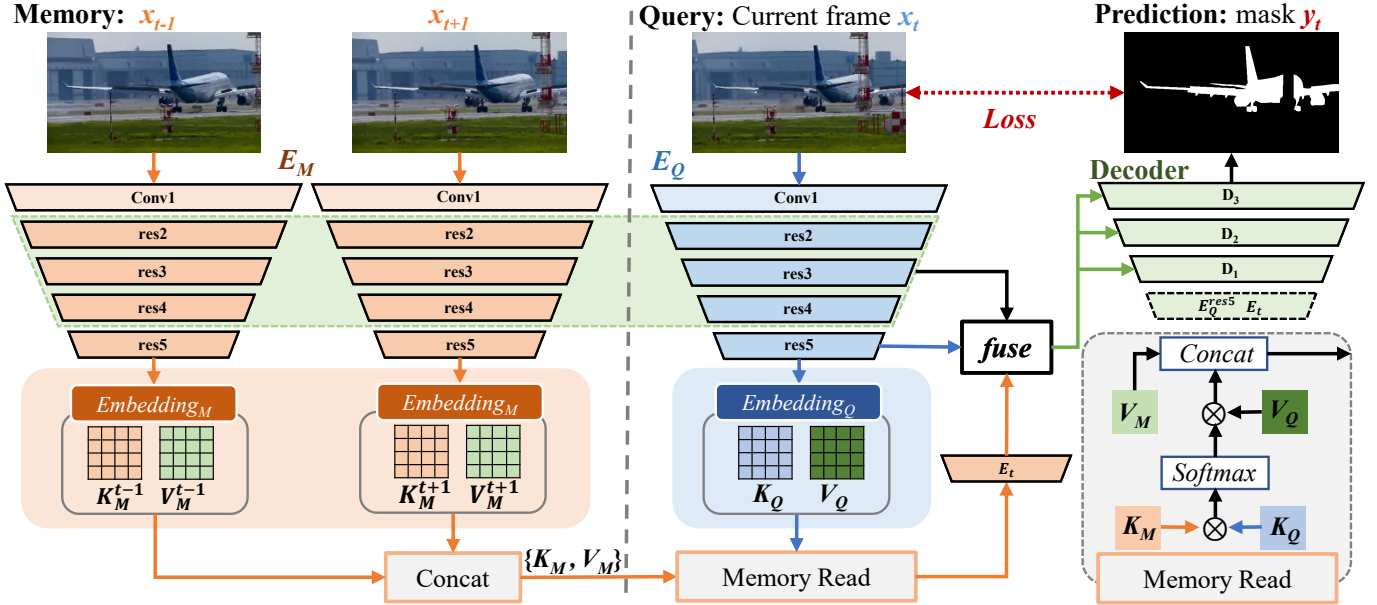 Memory: x_{t-1}
x_{t+1}
Query: Current frame x_t
Prediction: mask y_t
Loss
E_M
E_Q
Decoder
Conv1
Conv1
Conv1
D_3
res2
res2
res2
D_2
res3
res3
res3
D_1
res4
res4
res4
E_Q^{res5} E_t
res5
res5
res5
fuse
Concat
Embedding_M
Embedding_M
Embedding_Q
V_M
V_Q
Softmax
E_t
K_M^{t-1} V_M^{t-1}
K_M^{t+1} V_M^{t+1}
K_Q V_Q
K_M
K_Q
Concat
{K_M, V_M}
Memory Read
Memory Read